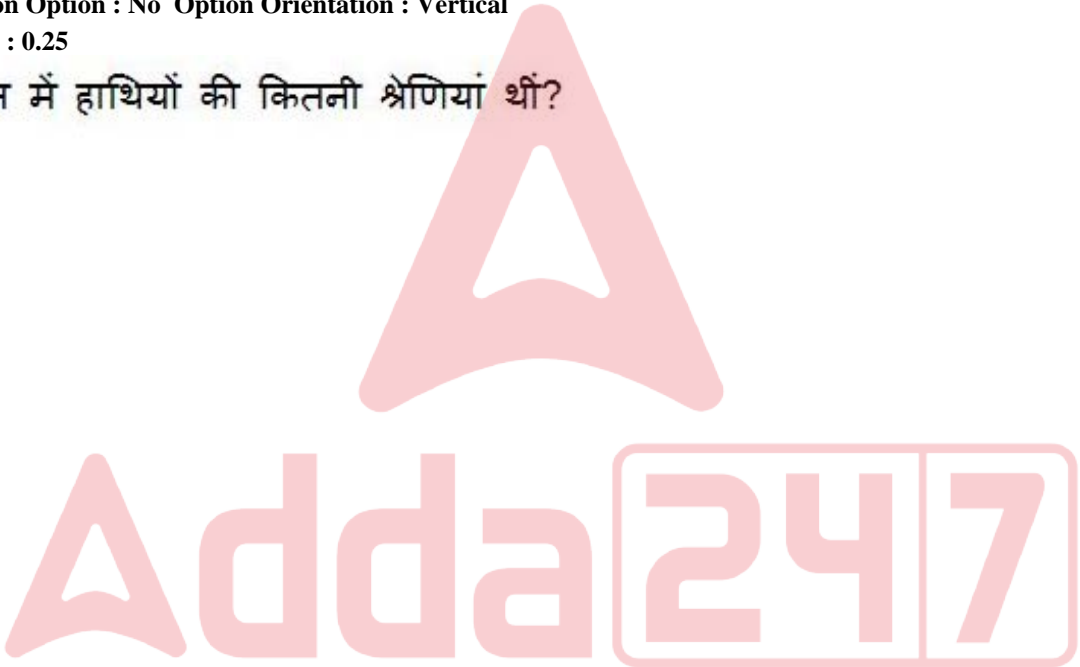 on Option : No Option Orientation : Vertical
: 0.25
में हाथियों की कितनी श्रेणियां थीं?
Adda247